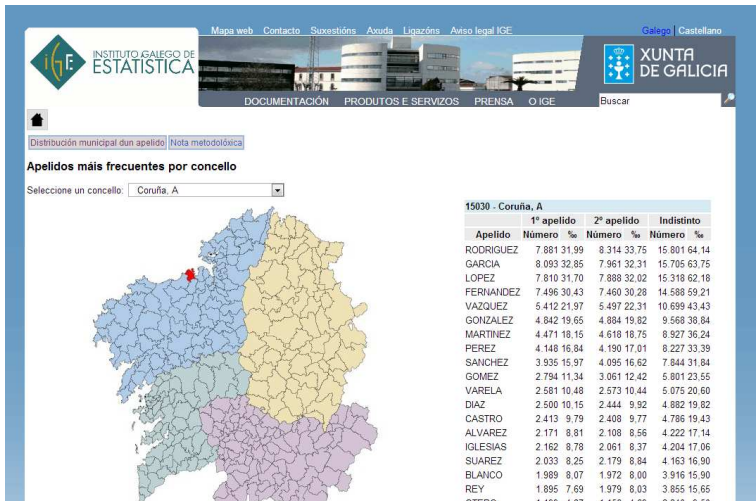 Mapa web Contacto Suxestións Axuda Ligazóns Aviso legal IGE Galego | Castellano
iGE INSTITUTO GALEGO DE ESTATÍSTICA
XUNTA DE GALICIA
DOCUMENTACIÓN PRODUTOS E SERVIZOS PRENSA O IGE Buscar
Distribución municipal dun apelido Nota metodolóxica
Apelidos máis frecuentes por concello
Seleccione un concello: Coruña, A
15030 - Coruña, A
1º apelido 2º apelido Indistinto
Apelido Número ‰ Número ‰ Número ‰
RODRIGUEZ 7.881 31,99 8.314 33,75 15.801 64,14
GARCIA 8.093 32,85 7.961 32,31 15.705 63,75
LOPEZ 7.810 31,70 7.888 32,02 15.318 62,18
FERNANDEZ 7.496 30,43 7.460 30,28 14.588 59,21
VAZQUEZ 5.412 21,97 5.497 22,31 10.699 43,43
GONZALEZ 4.842 19,65 4.884 19,82 9.568 38,84
MARTINEZ 4.471 18,15 4.618 18,75 8.927 36,24
PEREZ 4.148 16,84 4.190 17,01 8.227 33,39
SANCHEZ 3.935 15,97 4.095 16,62 7.844 31,84
GOMEZ 2.794 11,34 3.061 12,42 5.801 23,55
VARELA 2.581 10,48 2.573 10,44 5.075 20,60
DIAZ 2.500 10,15 2.444 9,92 4.882 19,82
CASTRO 2.413 9,79 2.408 9,77 4.786 19,43
ALVAREZ 2.171 8,81 2.108 8,56 4.222 17,14
IGLESIAS 2.162 8,78 2.061 8,37 4.204 17,06
SUAREZ 2.033 8,25 2.179 8,84 4.163 16,90
BLANCO 1.989 8,07 1.972 8,00 3.916 15,90
REY 1.895 7,69 1.979 8,03 3.855 15,65